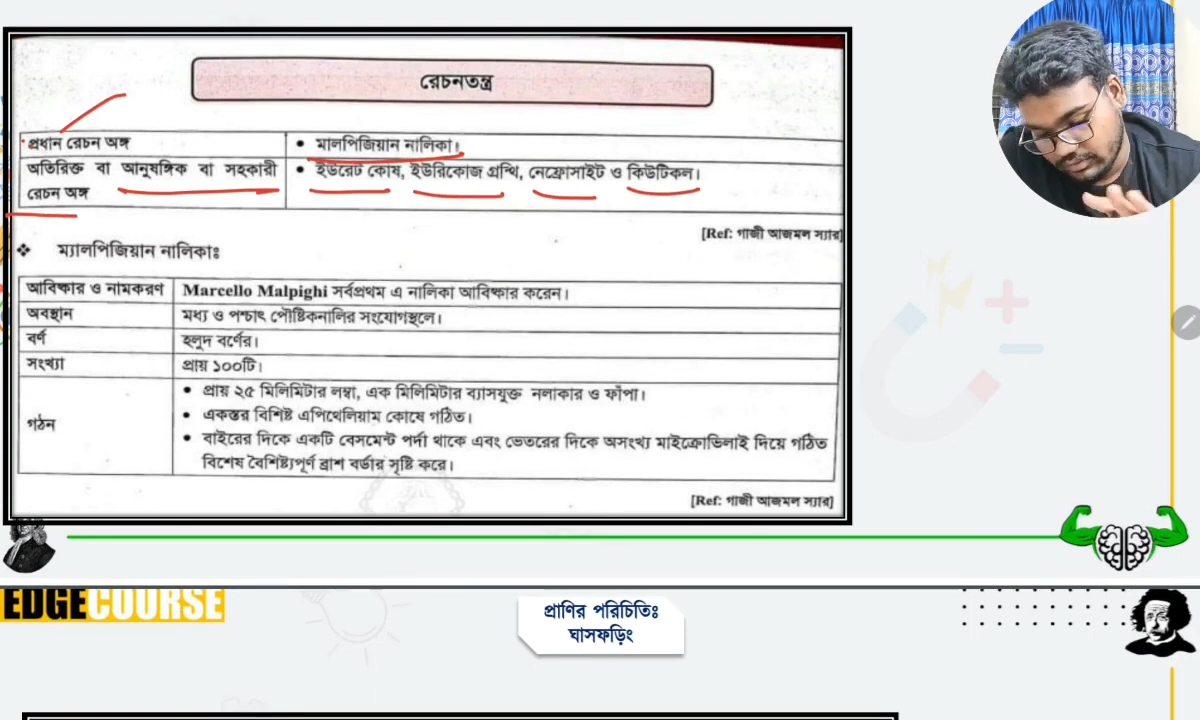 রেচনতন্ত্র
প্রধান রেচন অঙ্গ
• মালপিজিয়ান নালিকা।
অতিরিক্ত বা আনুষঙ্গিক বা সহকারী রেচন অঙ্গ
• ইউরেট কোষ, ইউরিকোজ গ্রন্থি, নেফ্রোসাইট ও কিউটিকল।
[Ref: গাজী আজমল স্যার]
❖ ম্যালপিজিয়ান নালিকাঃ
আবিষ্কার ও নামকরণ
Marcello Malpighi সর্বপ্রথম এ নালিকা আবিষ্কার করেন।
অবস্থান
মধ্য ও পশ্চাৎ পৌষ্টিকনালির সংযোগস্থলে।
বর্ণ
হলুদ বর্ণের।
সংখ্যা
প্রায় ১০০টি।
গঠন
• প্রায় ২৫ মিলিমিটার লম্বা, এক মিলিমিটার ব্যাসযুক্ত নলাকার ও ফাঁপা।
• একস্তর বিশিষ্ট এপিথেলিয়াম কোষে গঠিত।
• বাইরের দিকে একটি বেসমেন্ট পর্দা থাকে এবং ভেতরের দিকে অসংখ্য মাইক্রোভিলাই দিয়ে গঠিত
বিশেষ বৈশিষ্ট্যপূর্ণ ব্রাশ বর্ডার সৃষ্টি করে।
[Ref: গাজী আজমল স্যার]
EDGECOURSE
প্রাণির পরিচিতিঃ
ঘাসফড়িং